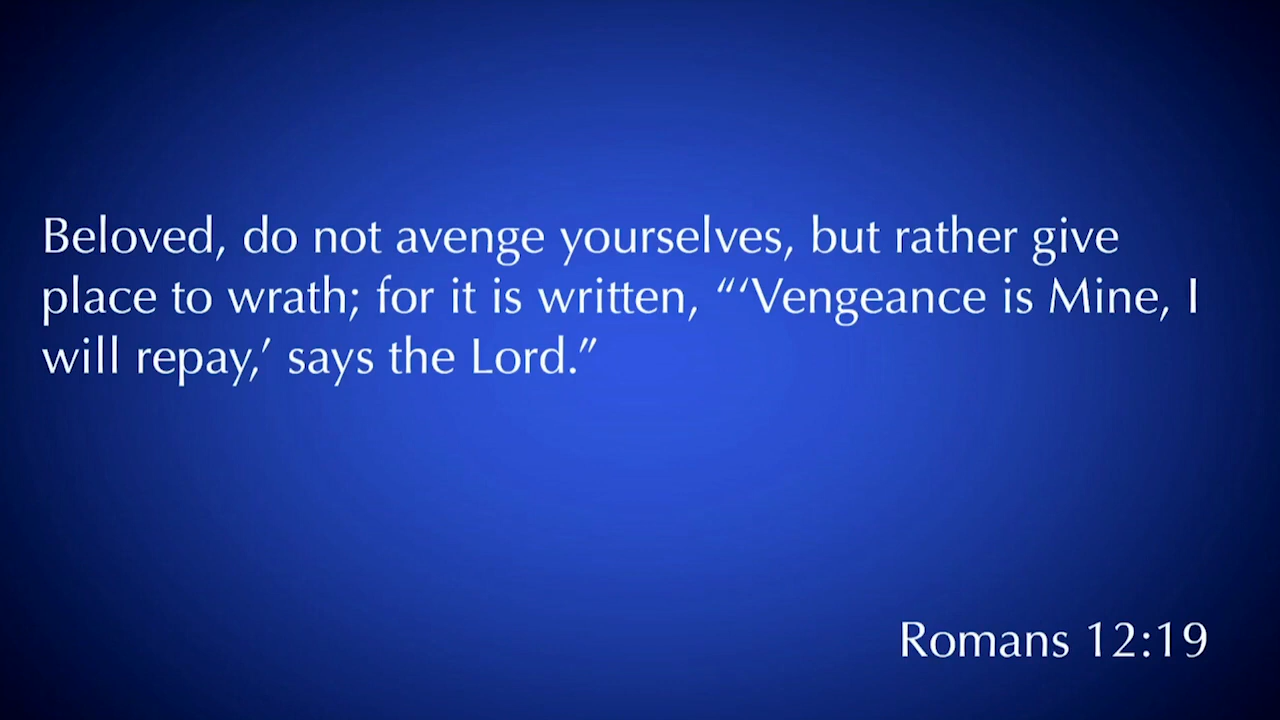 Beloved, do not avenge yourselves, but rather give
place to wrath; for it is written, “‘Vengeance is Mine, I
will repay,’ says the Lord.”
Romans 12:19